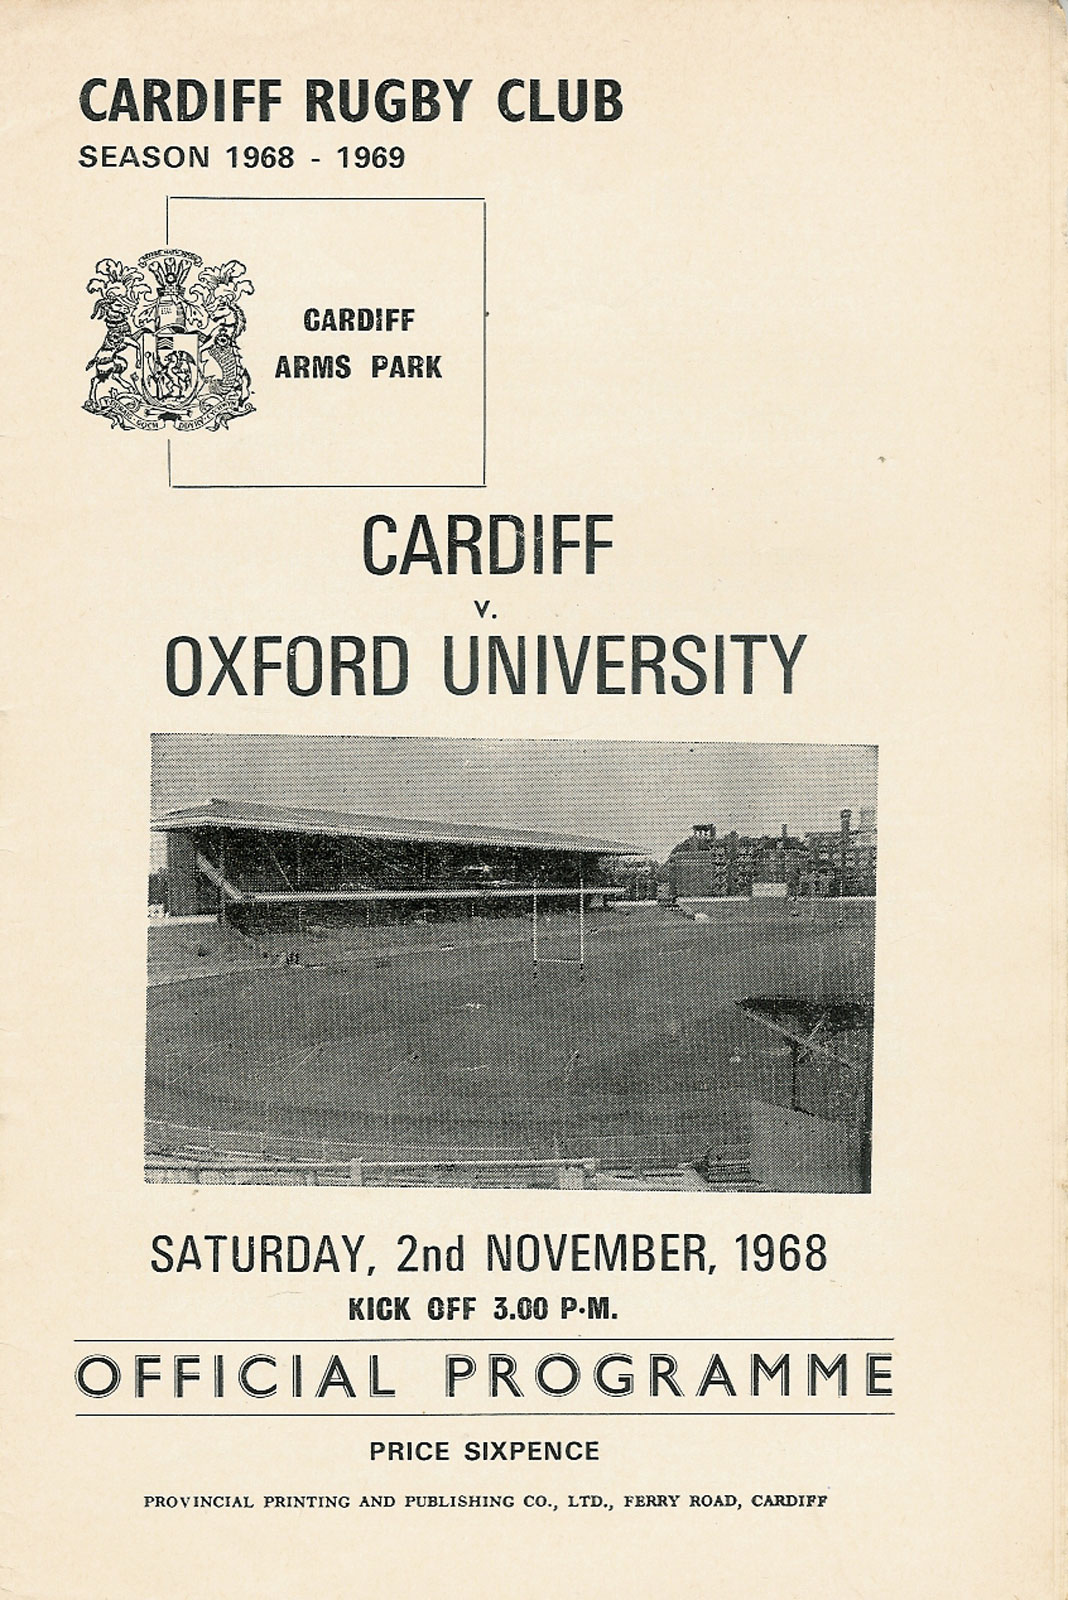 CARDIFF RUGBY CLUB
SEASON 1968 - 1969
CARDIFF
ARMS PARK
CARDIFF
v.
OXFORD UNIVERSITY
SATURDAY, 2nd NOVEMBER, 1968
KICK OFF 3.00 P·M.
OFFICIAL PROGRAMME
PRICE SIXPENCE
PROVINCIAL PRINTING AND PUBLISHING CO., LTD., FERRY ROAD, CARDIFF